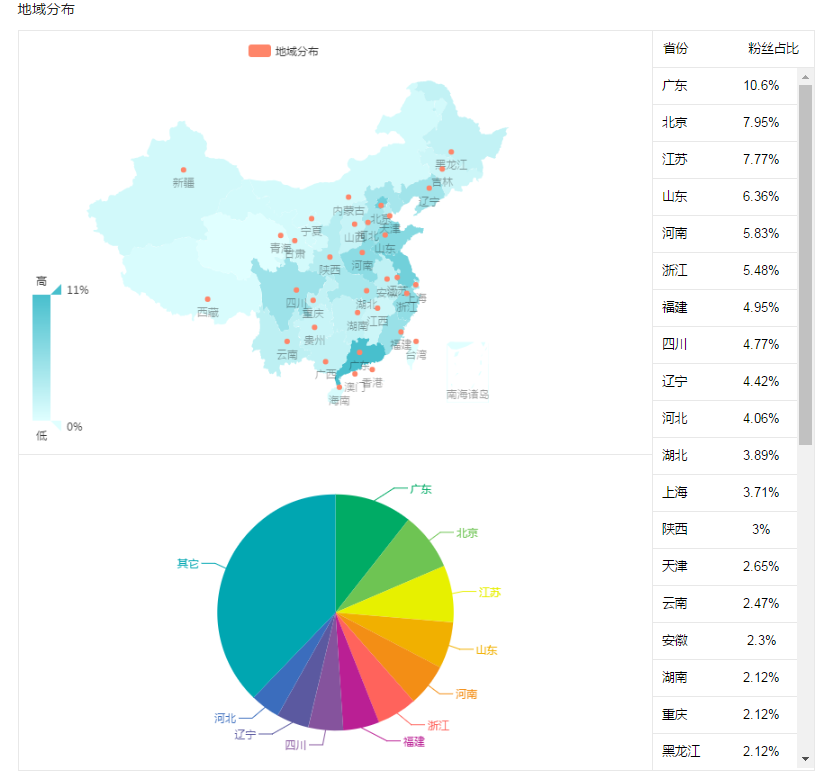 地域分布
地域分布
黑龙江
吉林
新疆
辽宁
内蒙古
北京
天津
宁夏
山西
河北
山东
青海
甘肃
河南
陕西
高
11%
安徽
江苏
上海
四川
湖北
浙江
西藏
重庆
湖南
江西
贵州
福建
云南
台湾
广东
广西
香港
澳门
南海诸岛
海南
0%
低
广东
北京
其它
江苏
山东
河南
河北
浙江
辽宁
福建
四川
省份 粉丝占比
广东 10.6%
北京 7.95%
江苏 7.77%
山东 6.36%
河南 5.83%
浙江 5.48%
福建 4.95%
四川 4.77%
辽宁 4.42%
河北 4.06%
湖北 3.89%
上海 3.71%
陕西 3%
天津 2.65%
云南 2.47%
安徽 2.3%
湖南 2.12%
重庆 2.12%
黑龙江 2.12%